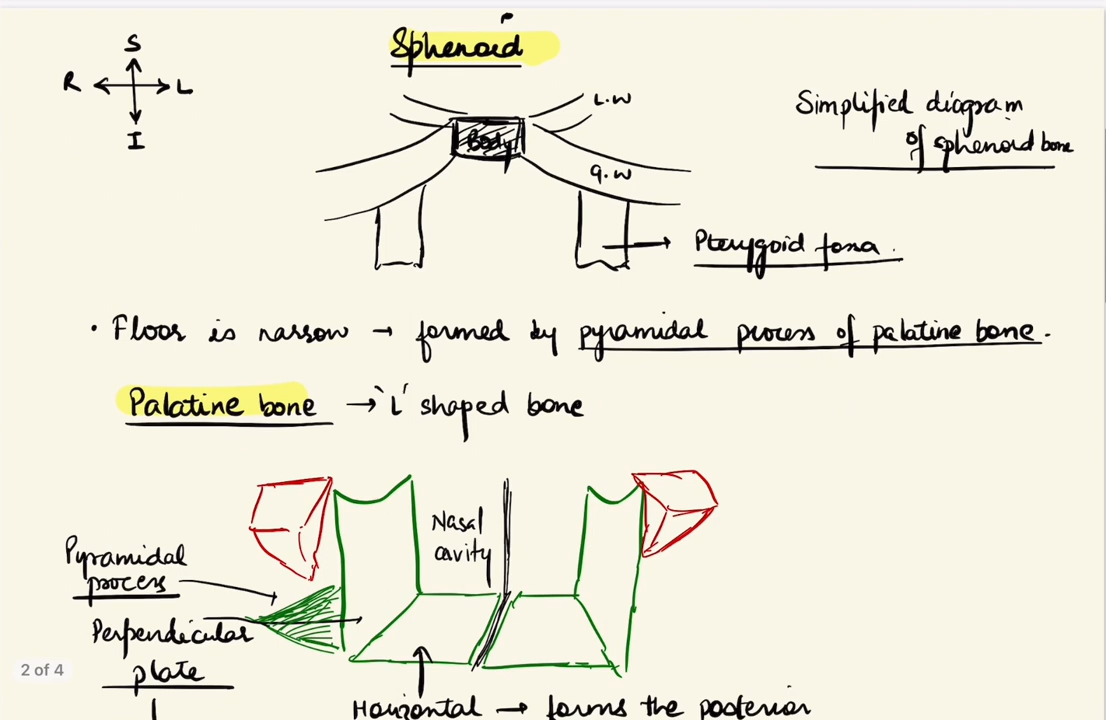 Sphenoid
S
R L
I
L.W
Body
G.W
Simplified diagram
of sphenoid bone
Pterygoid fossa.
• Floor is narrow → formed by pyramidal process of palatine bone.
Palatine bone → 'L' shaped bone
Nasal
cavity
Pyramidal
process
Perpendicular
plate
2 of 4
Horizontal → forms the posterior